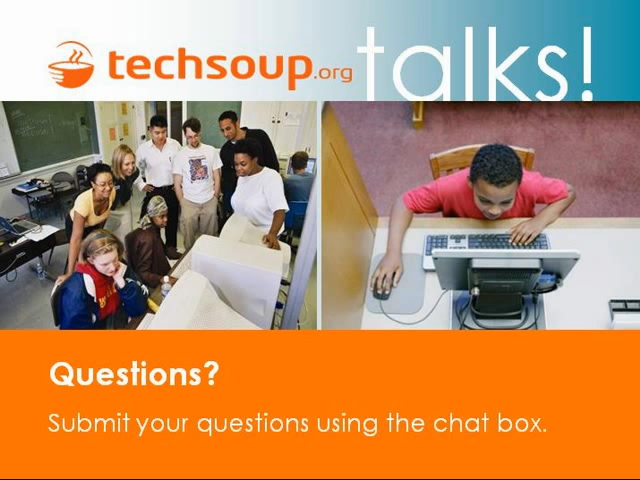 techsoup.org talks!
Questions?
Submit your questions using the chat box.